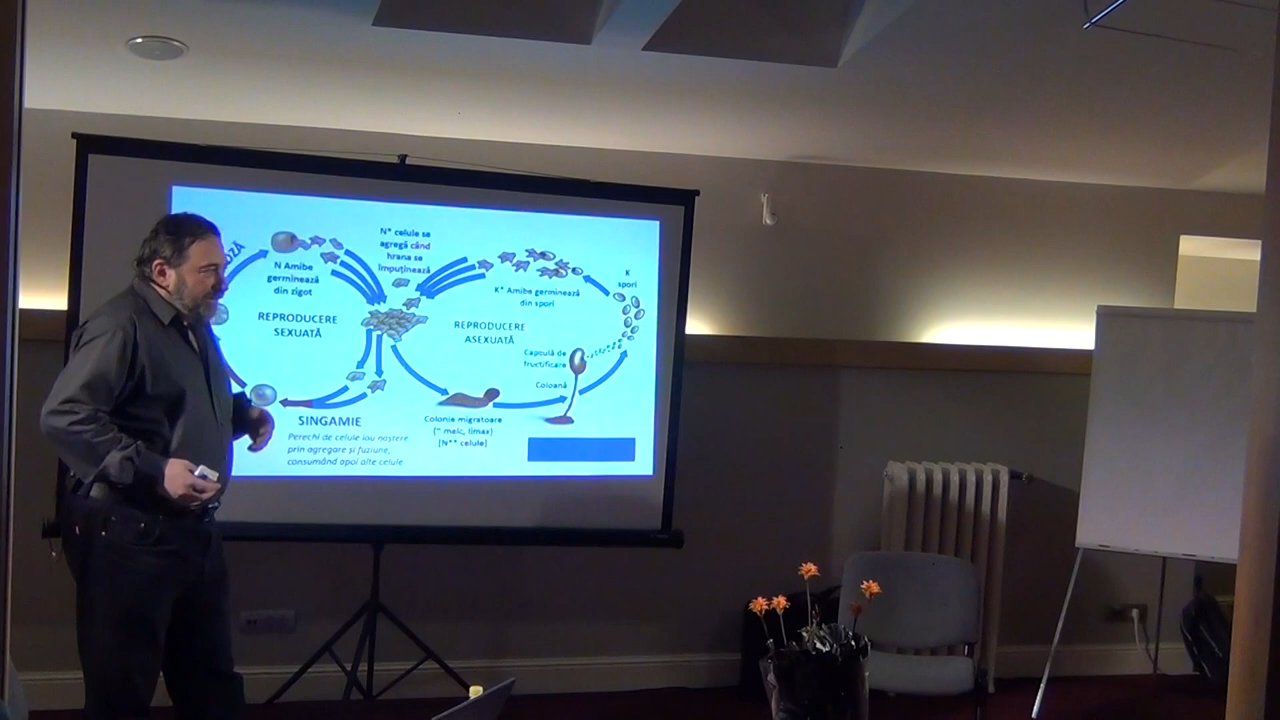 N* celule se
agregă când
hrana se
împuținează
N Amibe
germinează
din zigot
K
spori
K* Amibe germinează
din spori
REPRODUCERE
SEXUATĂ
REPRODUCERE
ASEXUATĂ
Capsulă de
fructificare
Coloană
SINGAMIE
Perechi de celule iau naștere
prin agregare și fuziune,
consumând apoi alte celule
Colonie migratoare
(~ melc, limax)
[N** celule]